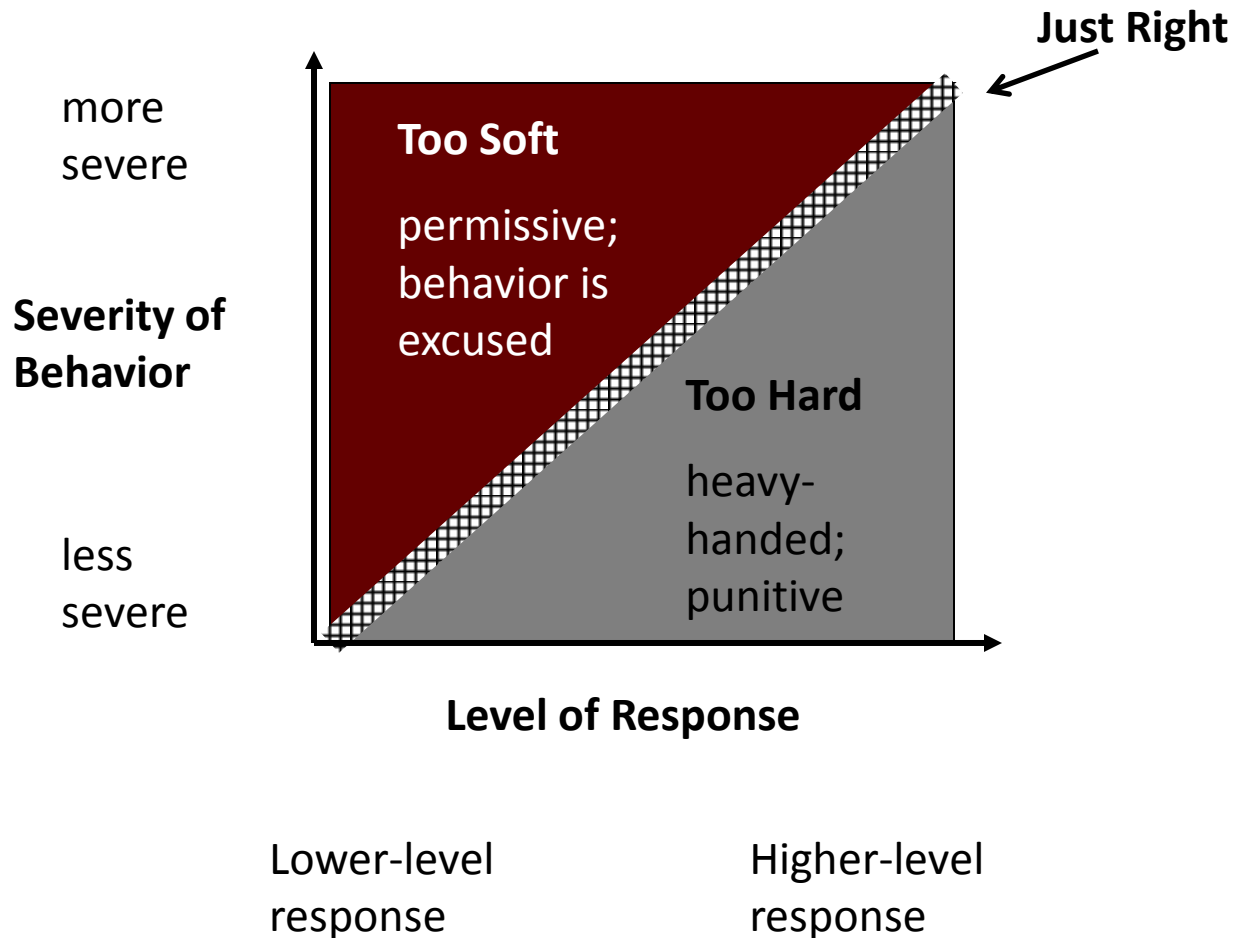 Just Right
more
severe
Too Soft
permissive;
behavior is
excused
Severity of
Behavior
Too Hard
heavy-
handed;
punitive
less
severe
Level of Response
Lower-level
response
Higher-level
response